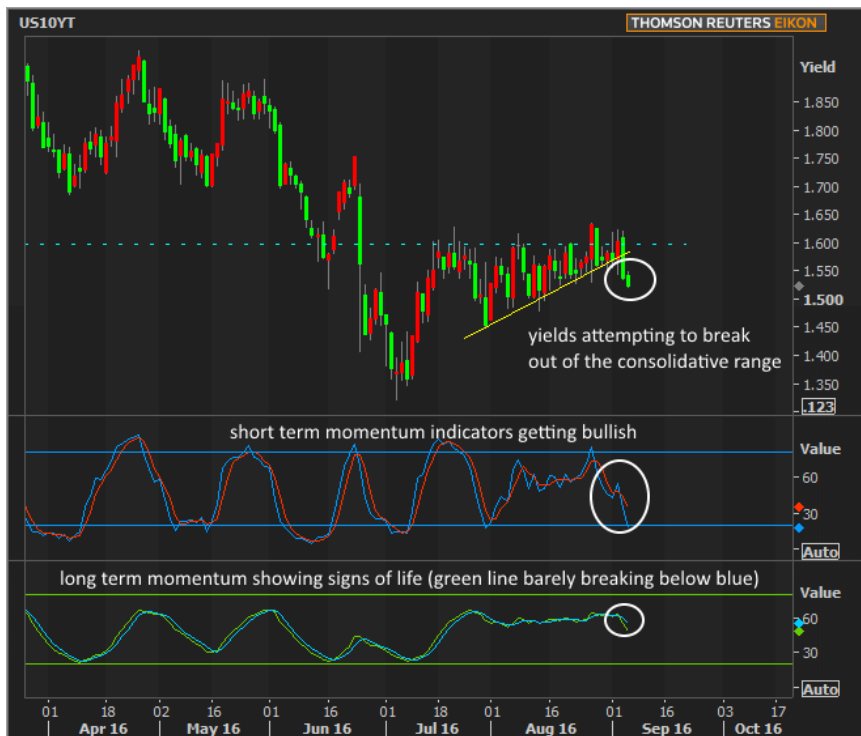 US10YT
THOMSON REUTERS EIKON
Yield
1.850
1.800
1.750
1.700
1.650
1.600
1.550
1.500
1.450
1.400
1.350
.123
yields attempting to break
out of the consolidative range
short term momentum indicators getting bullish
Value
60
30
Auto
long term momentum showing signs of life (green line barely breaking below blue)
Value
60
30
Auto
01 18 02 16 01 16 01 18 01 16 01 16 03 17
Apr 16 May 16 Jun 16 Jul 16 Aug 16 Sep 16 Oct 16